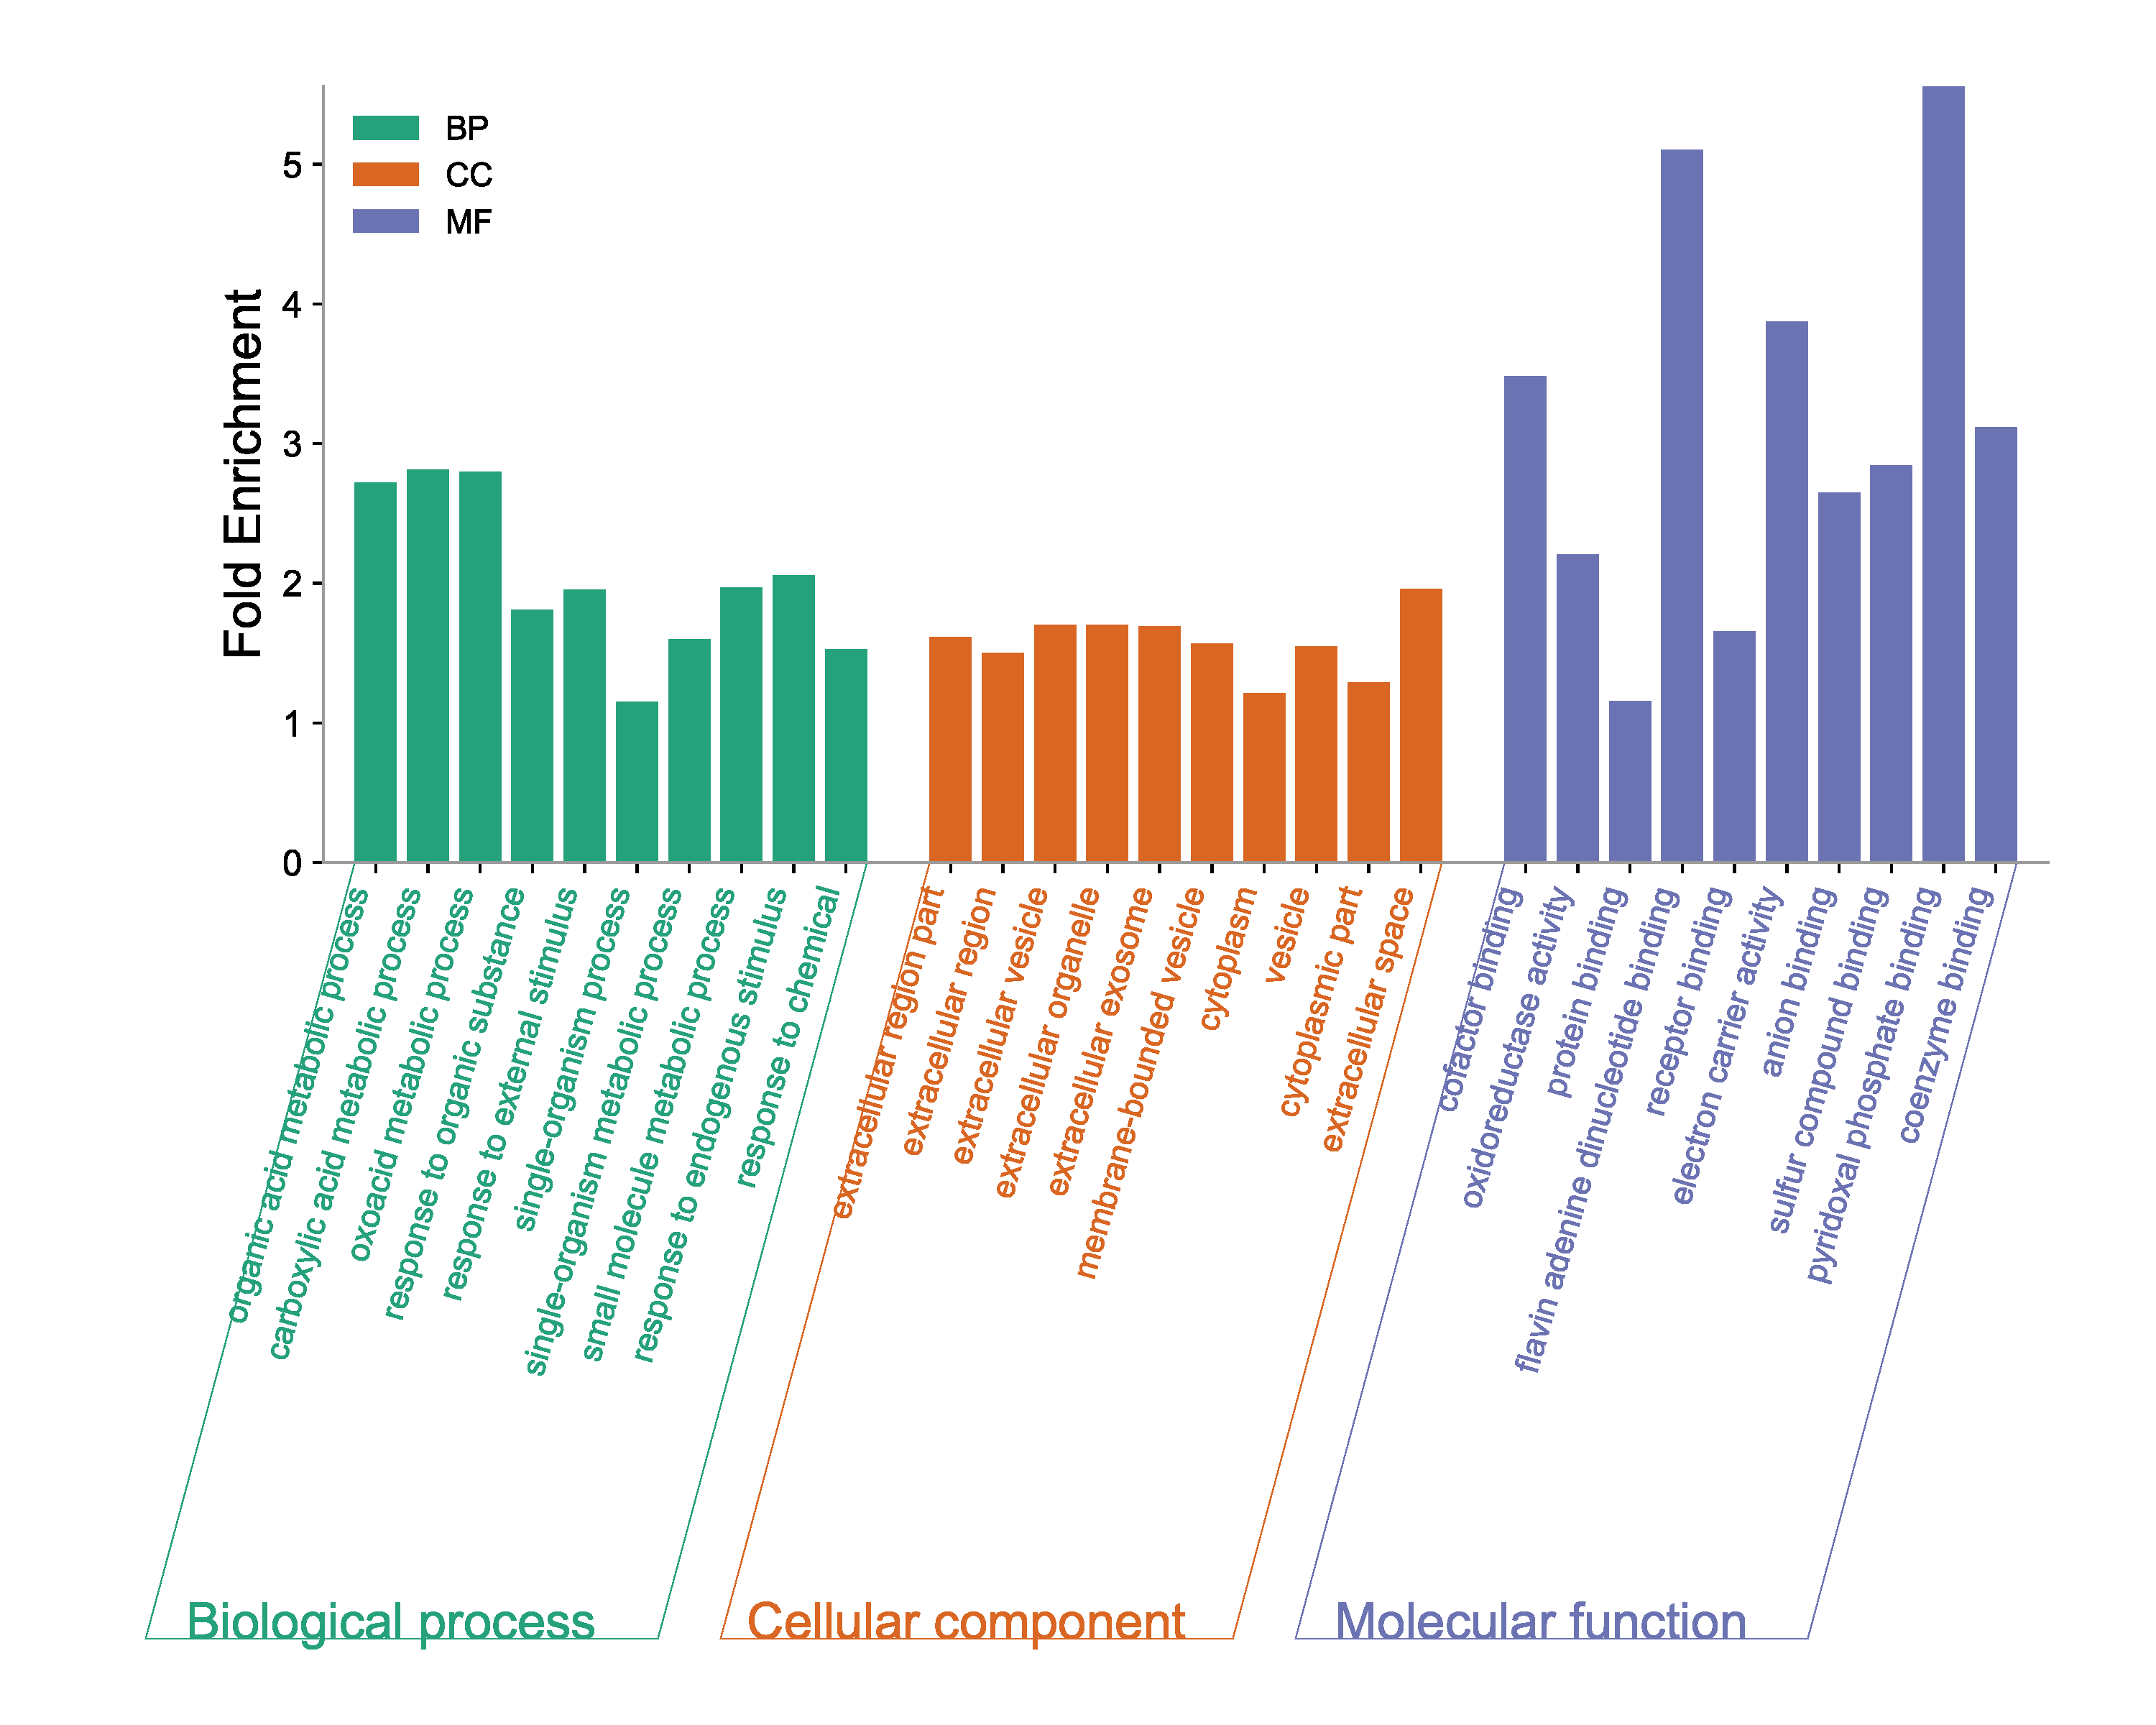 BP
CC
MF
Fold Enrichment
5
4
3
2
1
0
organic acid metabolic process
carboxylic acid metabolic process
oxoacid metabolic process
response to organic substance
response to external stimulus
single-organism process
single-organism metabolic process
small molecule metabolic process
response to endogenous stimulus
response to chemical
extracellular region part
extracellular region
extracellular vesicle
extracellular organelle
extracellular exosome
membrane-bounded vesicle
cytoplasm
vesicle
cytoplasmic part
extracellular space
cofactor binding
oxidoreductase activity
protein binding
flavin adenine dinucleotide binding
receptor binding
electron carrier activity
anion binding
sulfur compound binding
pyridoxal phosphate binding
coenzyme binding
Biological process
Cellular component
Molecular function